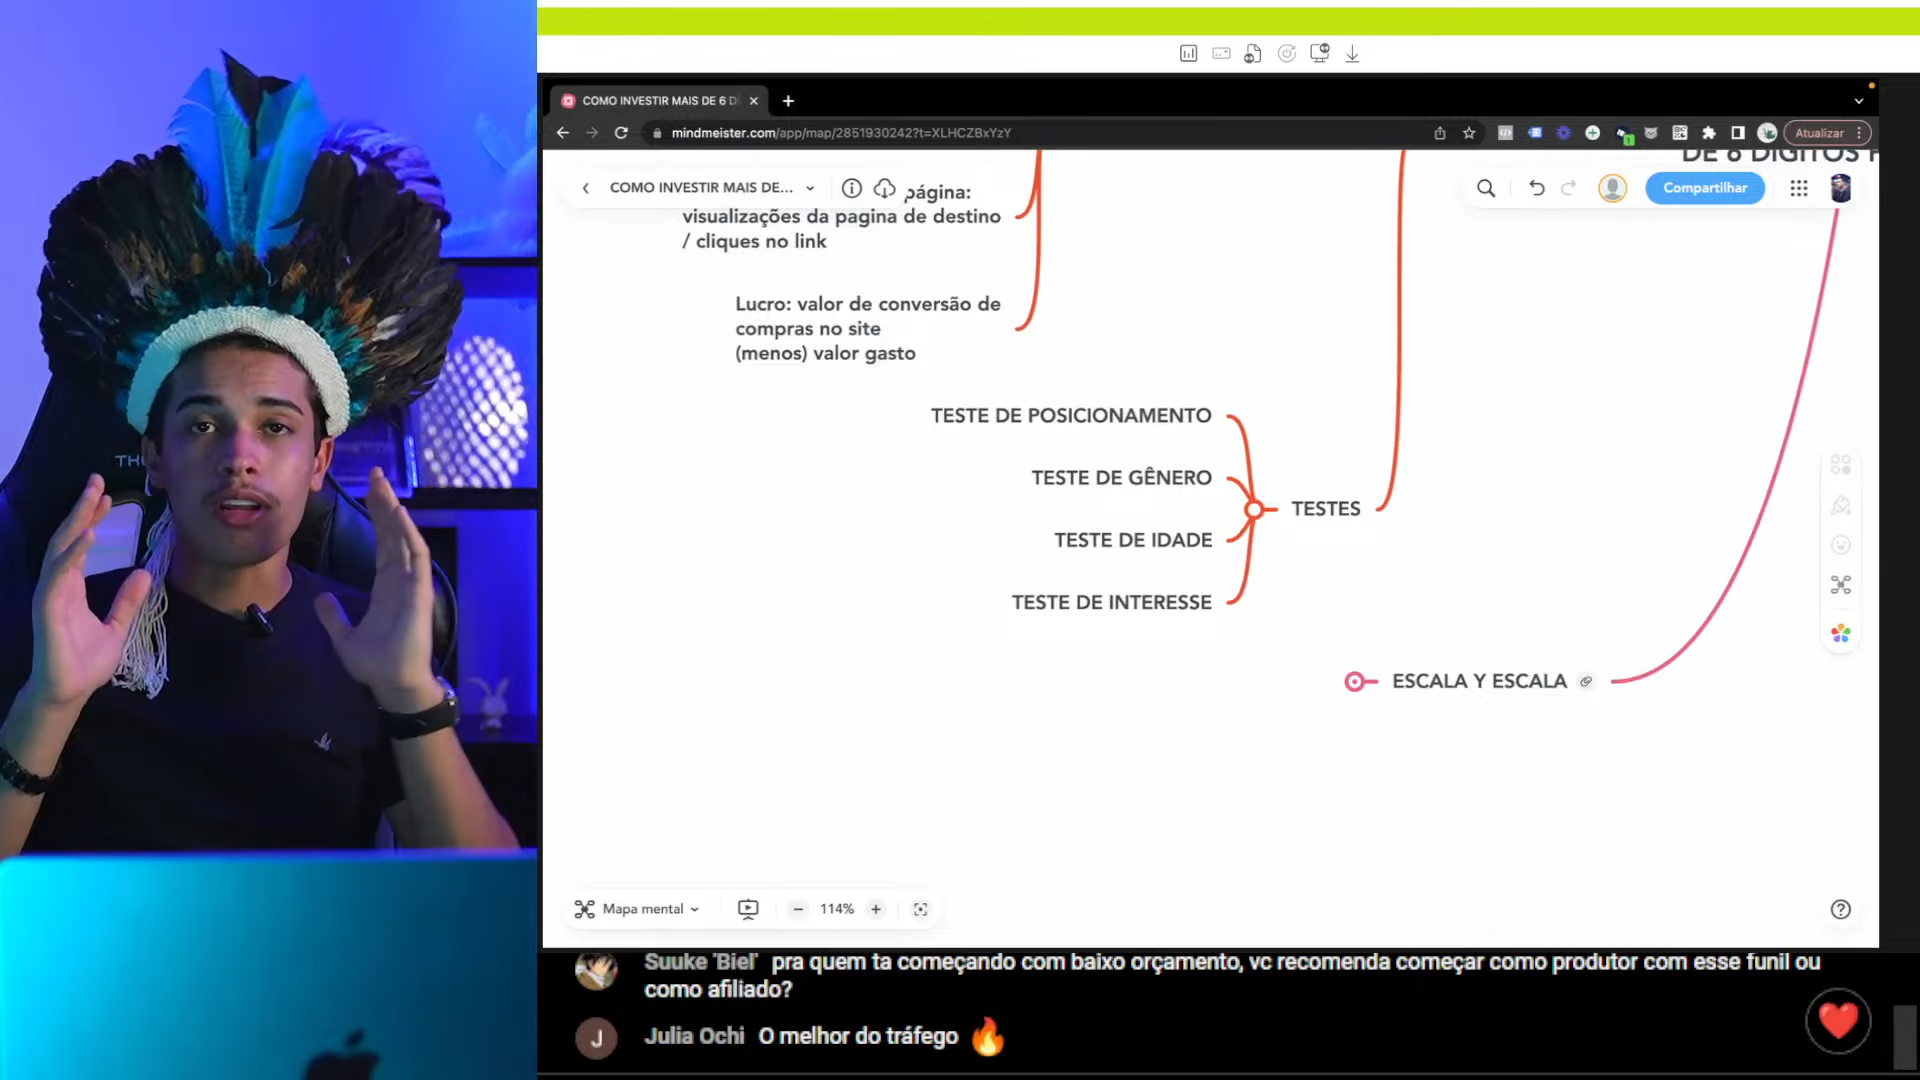 COMO INVESTIR MAIS DE 6 D
mindmeister.com/app/map/2851930242?t=XLHCZBxYzY
Atualizar
DE 6 DÍGITOS
COMO INVESTIR MAIS DE...
Compartilhar
página:
visualizações da pagina de destino
/ cliques no link
Lucro: valor de conversão de
compras no site
(menos) valor gasto
TESTE DE POSICIONAMENTO
TESTE DE GÊNERO
TESTES
TESTE DE IDADE
TESTE DE INTERESSE
ESCALA Y ESCALA
TH
Mapa mental
114%
Suuke 'Biel' pra quem ta começando com baixo orçamento, vc recomenda começar como produtor com esse funil ou
como afiliado?
J
Julia Ochi O melhor do tráfego 🔥